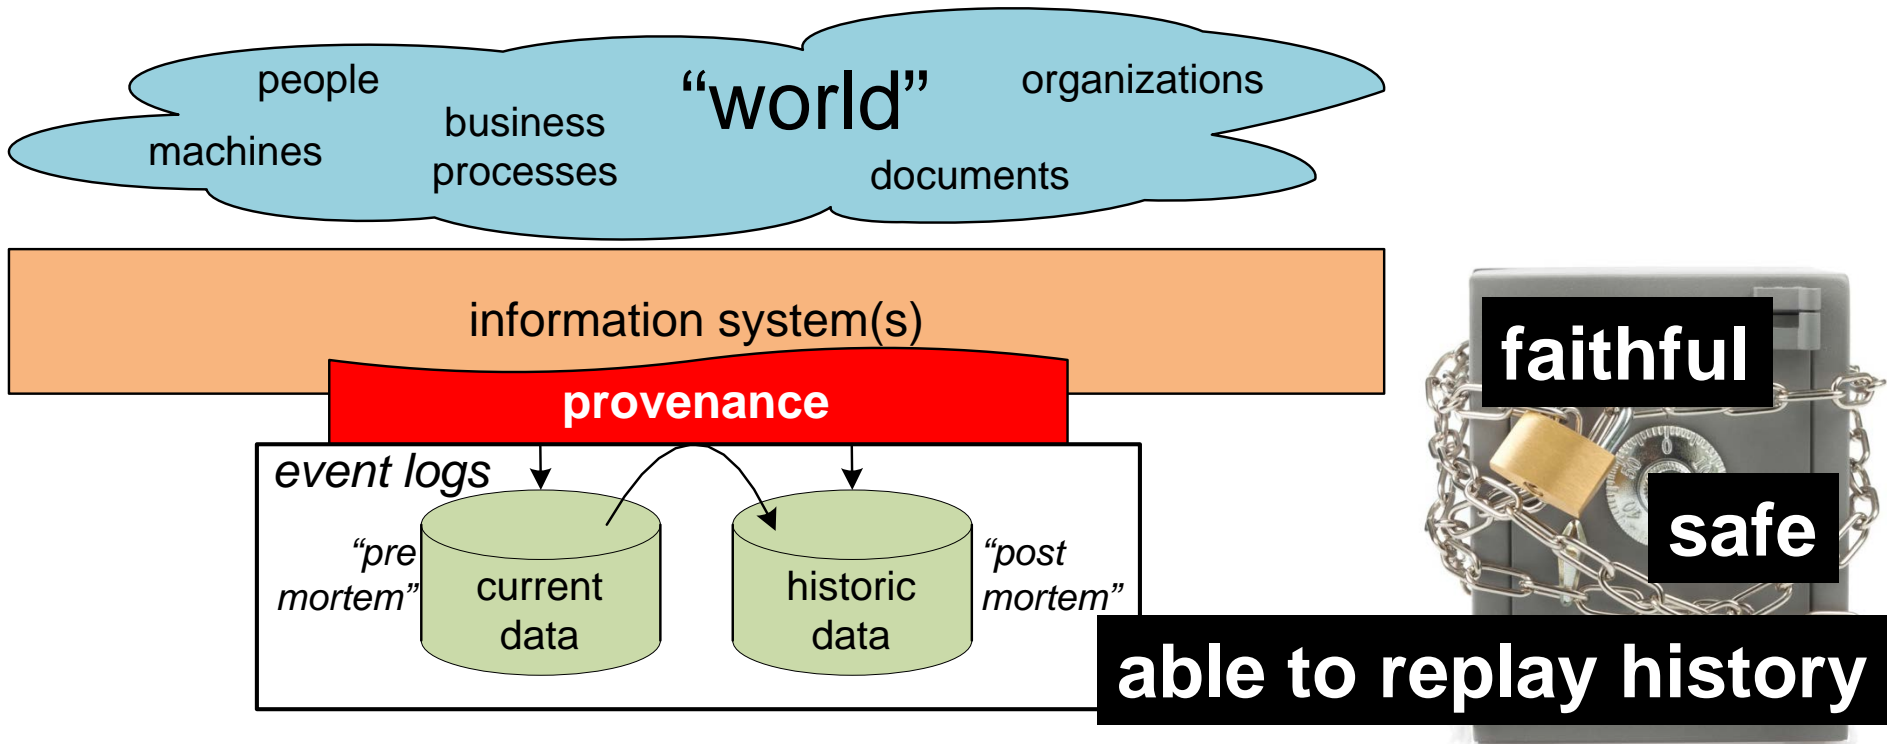 people
“world”
organizations
machines
business
processes
documents
information system(s)
provenance
event logs
“pre
mortem”
current
data
historic
data
“post
mortem”
faithful
safe
able to replay history